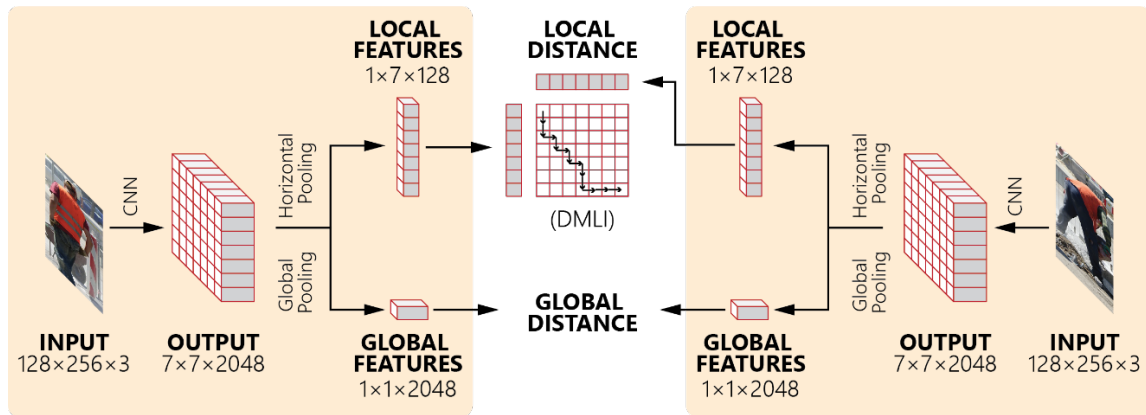 LOCAL
FEATURES
1×7×128
LOCAL
DISTANCE
LOCAL
FEATURES
1×7×128
CNN
Horizontal
Pooling
Global
Pooling
(DMLI)
Horizontal
Pooling
Global
Pooling
CNN
GLOBAL
DISTANCE
INPUT
128×256×3
OUTPUT
7×7×2048
GLOBAL
FEATURES
1×1×2048
GLOBAL
FEATURES
1×1×2048
OUTPUT
7×7×2048
INPUT
128×256×3